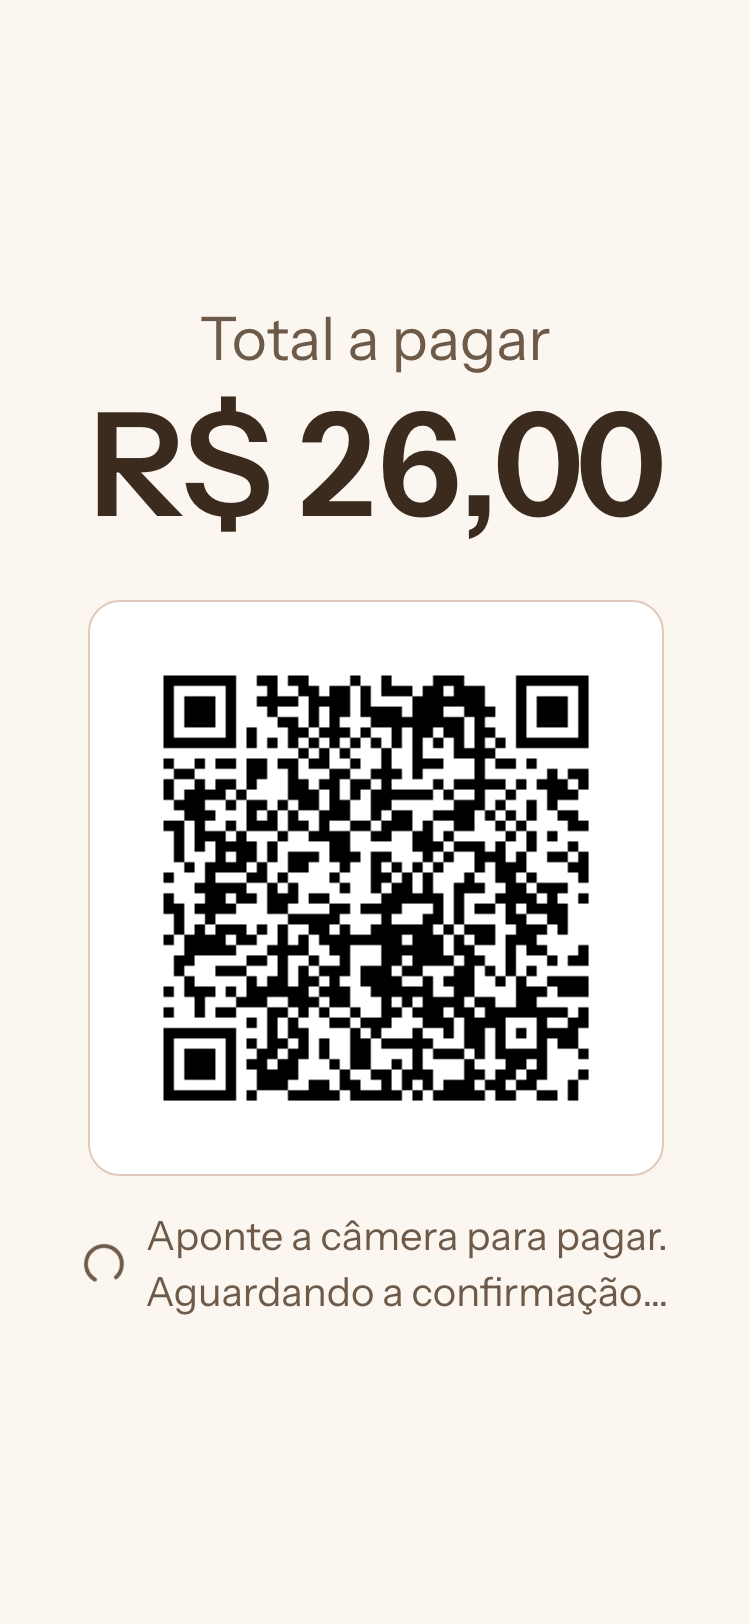 Total a pagar
R$ 26,00
Aponte a câmera para pagar.
Aguardando a confirmação...